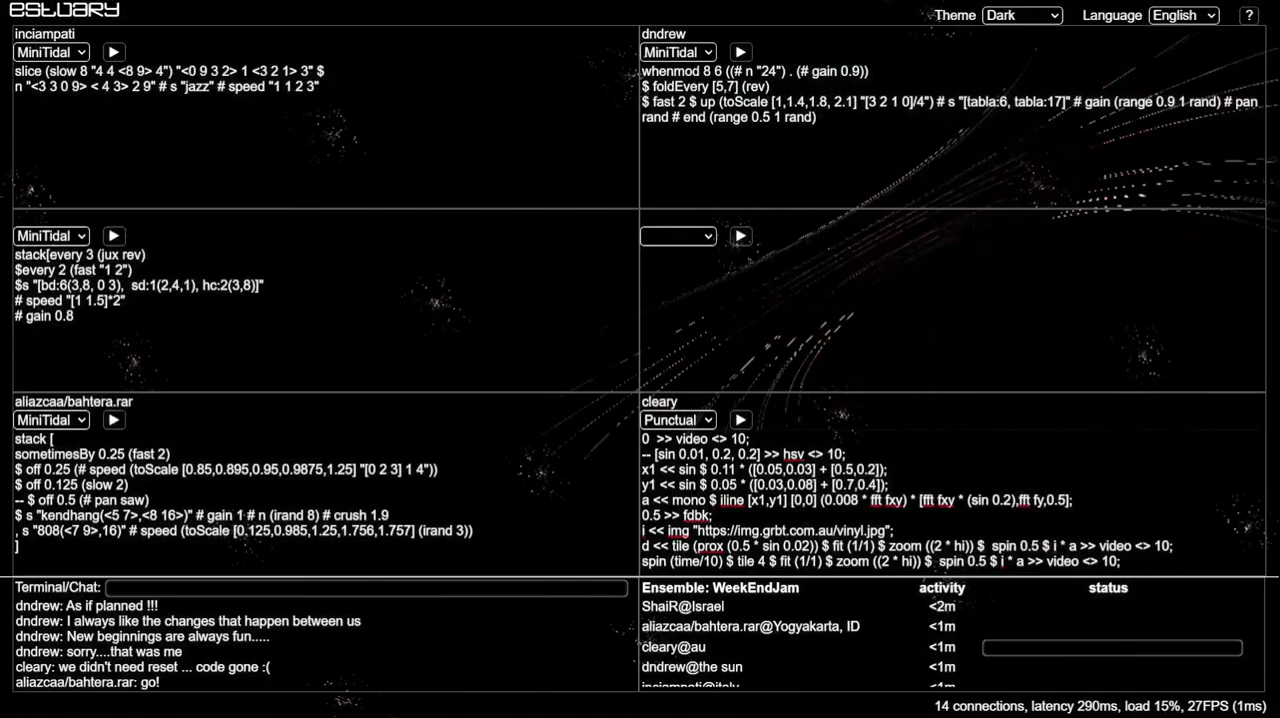 estuary
Theme Dark Language English ?
inciampati
MiniTidal
slice (slow 8 "4 4 <8 9> 4") "<0 9 3 2> 1 <3 2 1> 3" $
n "<3 3 0 9> < 4 3> 2 9" # s "jazz" # speed "1 1 2 3"
dndrew
MiniTidal
whenmod 8 6 ((# n "24") . (# gain 0.9))
$ foldEvery [5,7] (rev)
$ fast 2 $ up (toScale [1,1.4,1.8, 2.1] "[3 2 1 0]/4") # s "[tabla:6, tabla:17]" # gain (range 0.9 1 rand) # pan
rand # end (range 0.5 1 rand)
MiniTidal
stack[every 3 (jux rev)
$every 2 (fast "1 2")
$s "[bd:6(3,8, 0 3),  sd:1(2,4,1), hc:2(3,8)]"
# speed "[1 1.5]*2"
# gain 0.8
aliazcaa/bahtera.rar
MiniTidal
stack [
sometimesBy 0.25 (fast 2)
$ off 0.25 (# speed (toScale [0.85,0.895,0.95,0.9875,1.25] "[0 2 3] 1 4"))
$ off 0.125 (slow 2)
-- $ off 0.5 (# pan saw)
$ s "kendhang(<5 7>,<8 16>)" # gain 1 # n (irand 8) # crush 1.9
, s "808(<7 9>,16)" # speed (toScale [0.125,0.985,1.25,1.756,1.757] (irand 3))
]
cleary
Punctual
0  >> video <> 10;
-- [sin 0.01, 0.2, 0.2] >> hsv <> 10;
x1 << sin $ 0.11 * ([0.05,0.03] + [0.5,0.2]);
y1 << sin $ 0.05 * ([0.03,0.08] + [0.7,0.4]);
a << mono $ iline [x1,y1] [0,0] (0.008 * fft fxy) * [fft fxy * (sin 0.2),fft fy,0.5];
0.5 >> fdbk;
i << img "https://img.grbt.com.au/vinyl.jpg";
d << tile (prox (0.5 * sin 0.02)) $ fit (1/1) $ zoom ((2 * hi)) $  spin 0.5 $ i * a >> video <> 10;
spin (time/10) $ tile 4 $ fit (1/1) $ zoom ((2 * hi)) $  spin 0.5 $ i * a >> video <> 10;
Terminal/Chat:
dndrew: As if planned !!!
dndrew: I always like the changes that happen between us
dndrew: New beginnings are always fun.....
dndrew: sorry....that was me
cleary: we didn't need reset ... code gone :(
aliazcaa/bahtera.rar: go!
Ensemble: WeekEndJam activity status
ShaiR@Israel <2m
aliazcaa/bahtera.rar@Yogyakarta, ID <1m
cleary@au <1m
dndrew@the sun <1m
inciampati@italy <1m
14 connections, latency 290ms, load 15%, 27FPS (1ms)